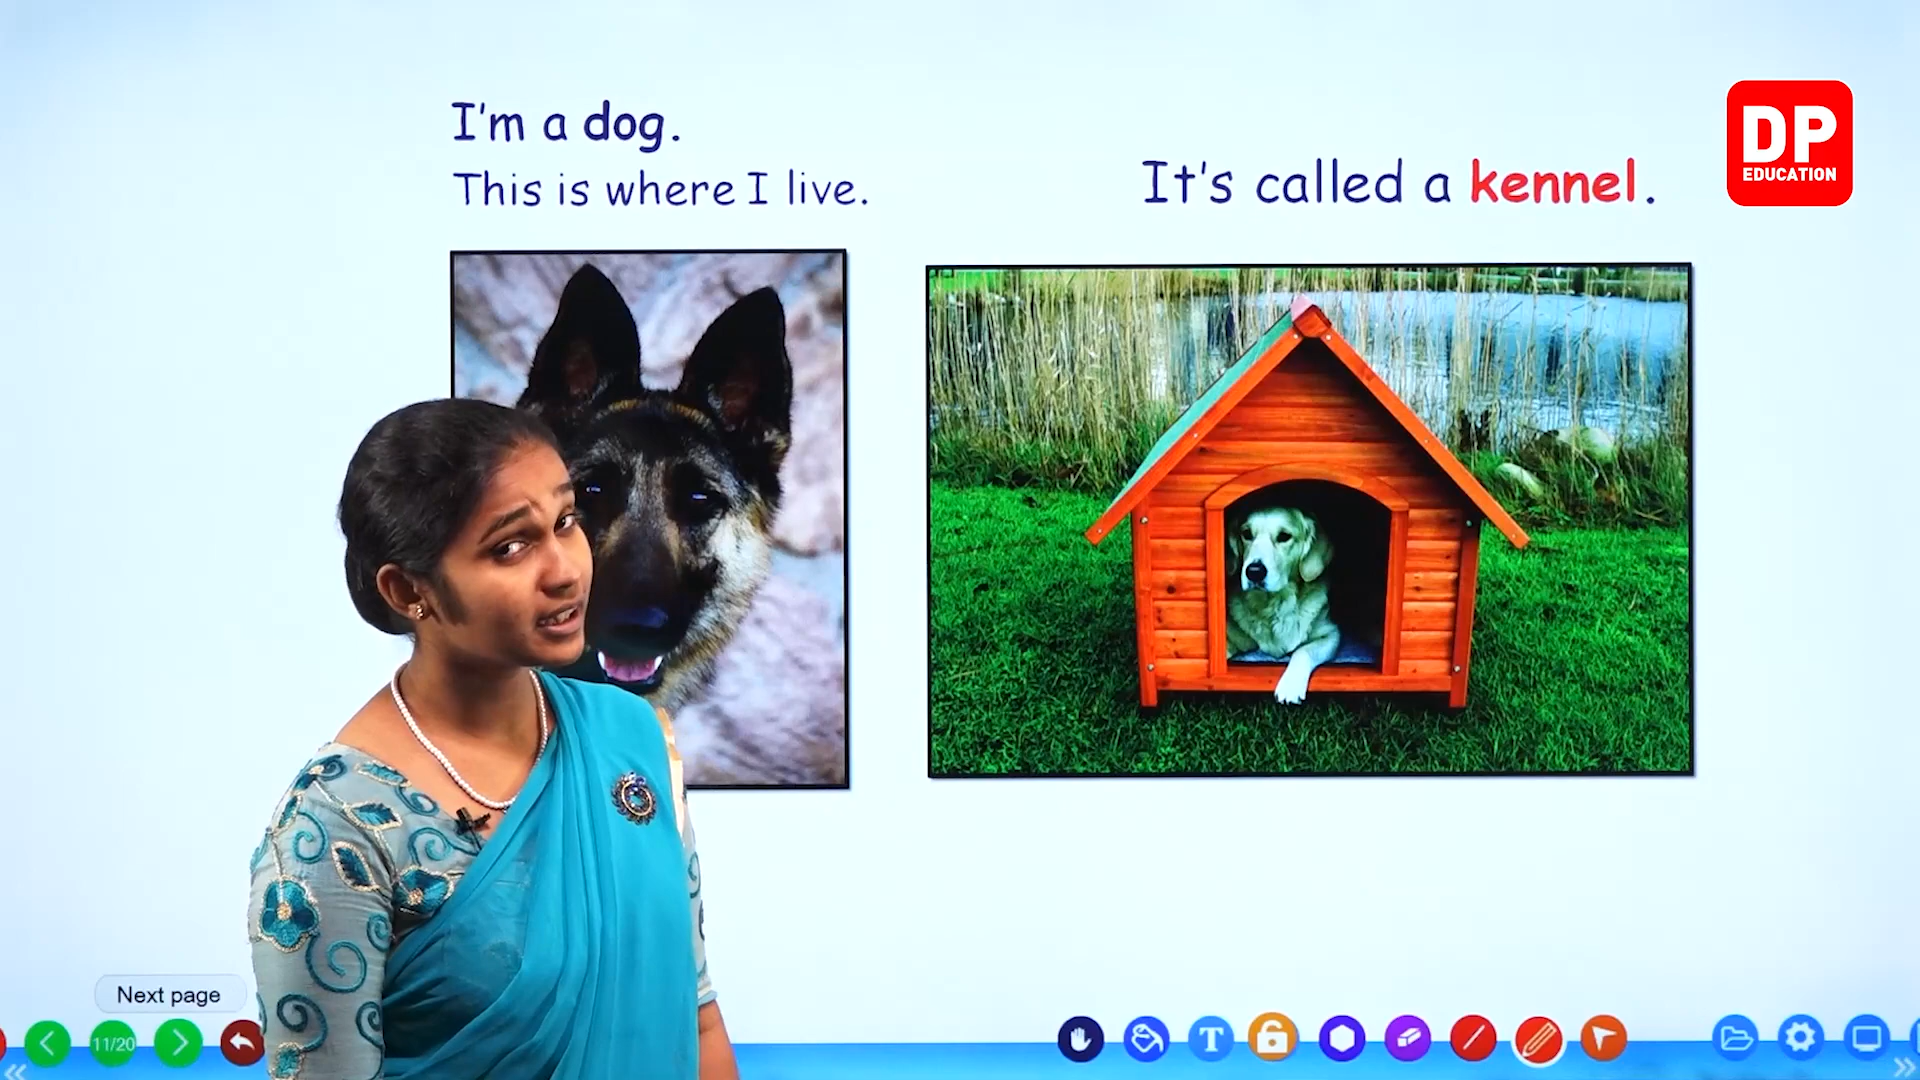 I'm a dog.
This is where I live.
It's called a kennel.
DP
EDUCATION
Next page
11/20
T